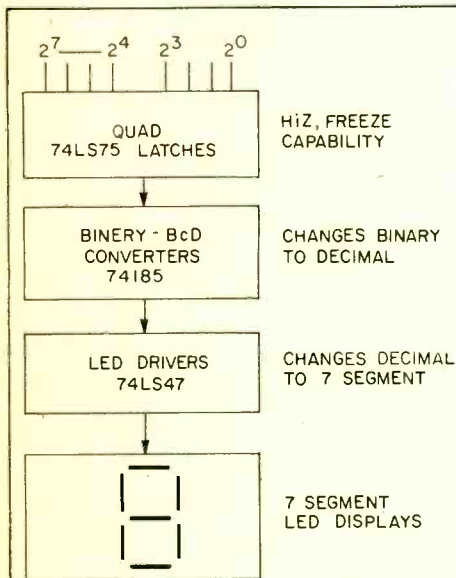 2⁷ 2⁴ 2³ 2⁰
QUAD
74LS75 LATCHES
HiZ, FREEZE
CAPABILITY
BINERY - BcD
CONVERTERS
74185
CHANGES BINARY
TO DECIMAL
LED DRIVERS
74LS47
CHANGES DECIMAL
TO 7 SEGMENT
7 SEGMENT
LED DISPLAYS